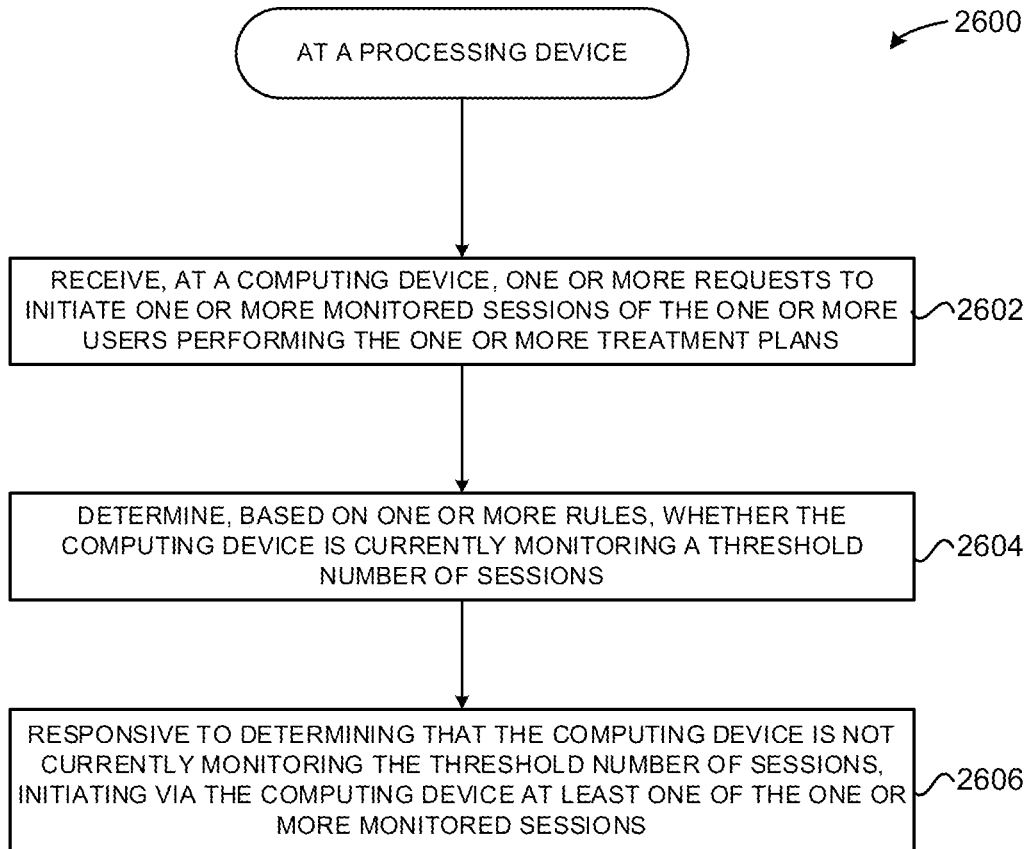 2600
AT A PROCESSING DEVICE
RECEIVE, AT A COMPUTING DEVICE, ONE OR MORE REQUESTS TO
INITIATE ONE OR MORE MONITORED SESSIONS OF THE ONE OR MORE
USERS PERFORMING THE ONE OR MORE TREATMENT PLANS
2602
DETERMINE, BASED ON ONE OR MORE RULES, WHETHER THE
COMPUTING DEVICE IS CURRENTLY MONITORING A THRESHOLD
NUMBER OF SESSIONS
2604
RESPONSIVE TO DETERMINING THAT THE COMPUTING DEVICE IS NOT
CURRENTLY MONITORING THE THRESHOLD NUMBER OF SESSIONS,
INITIATING VIA THE COMPUTING DEVICE AT LEAST ONE OF THE ONE OR
MORE MONITORED SESSIONS
2606